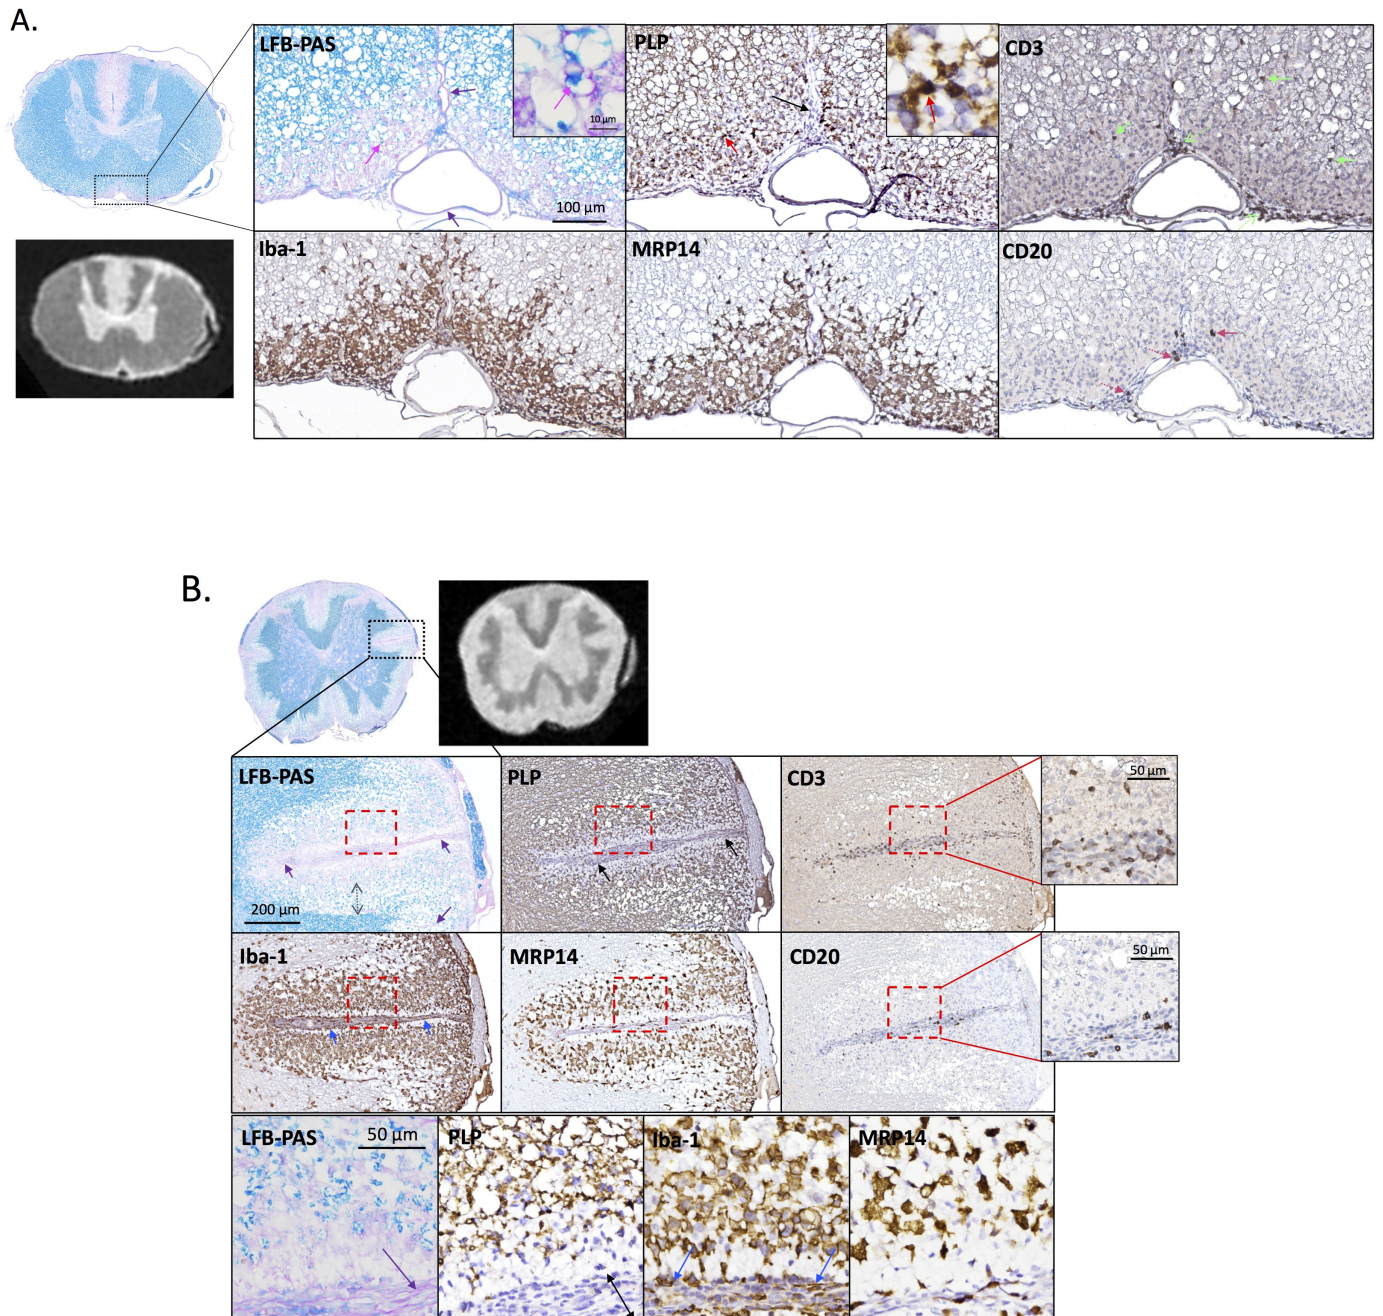 A.
LFB-PAS
PLP
CD3
10 µm
100 µm
Iba-1
MRP14
CD20
B.
LFB-PAS
PLP
CD3
50 µm
200 µm
Iba-1
MRP14
CD20
50 µm
LFB-PAS
50 µm
PLP
Iba-1
MRP14